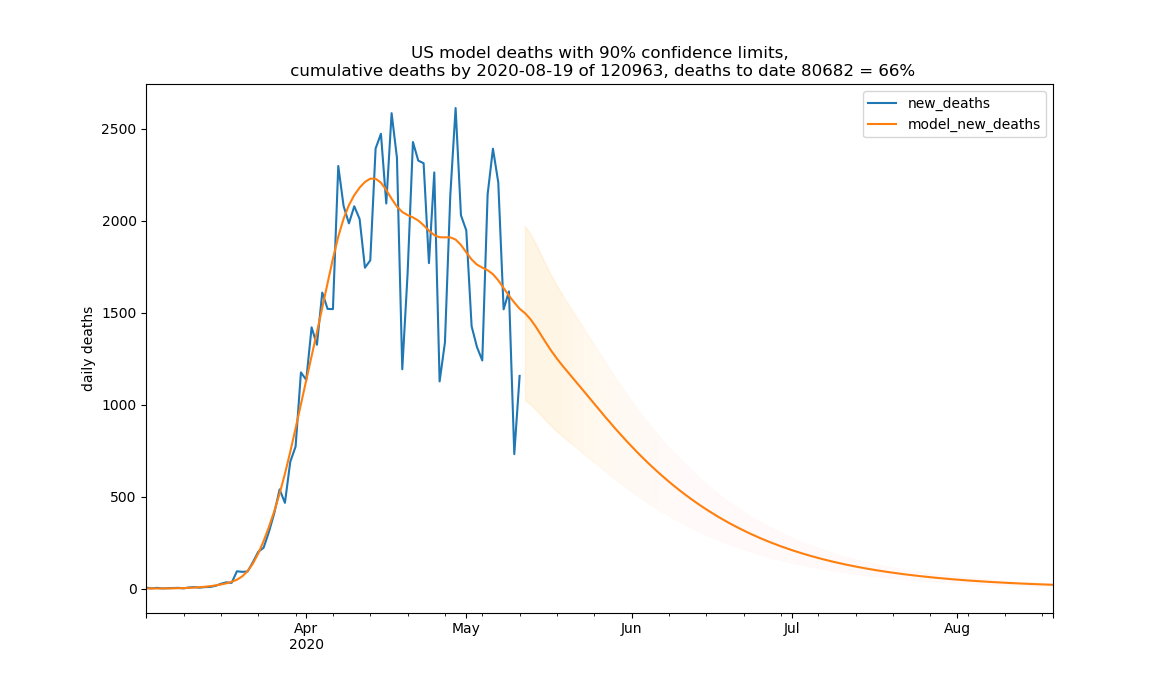 US model deaths with 90% confidence limits,
cumulative deaths by 2020-08-19 of 120963, deaths to date 80682 = 66%
new_deaths
model_new_deaths
2500
2000
1500
1000
500
0
daily deaths
Apr
2020
May
Jun
Jul
Aug